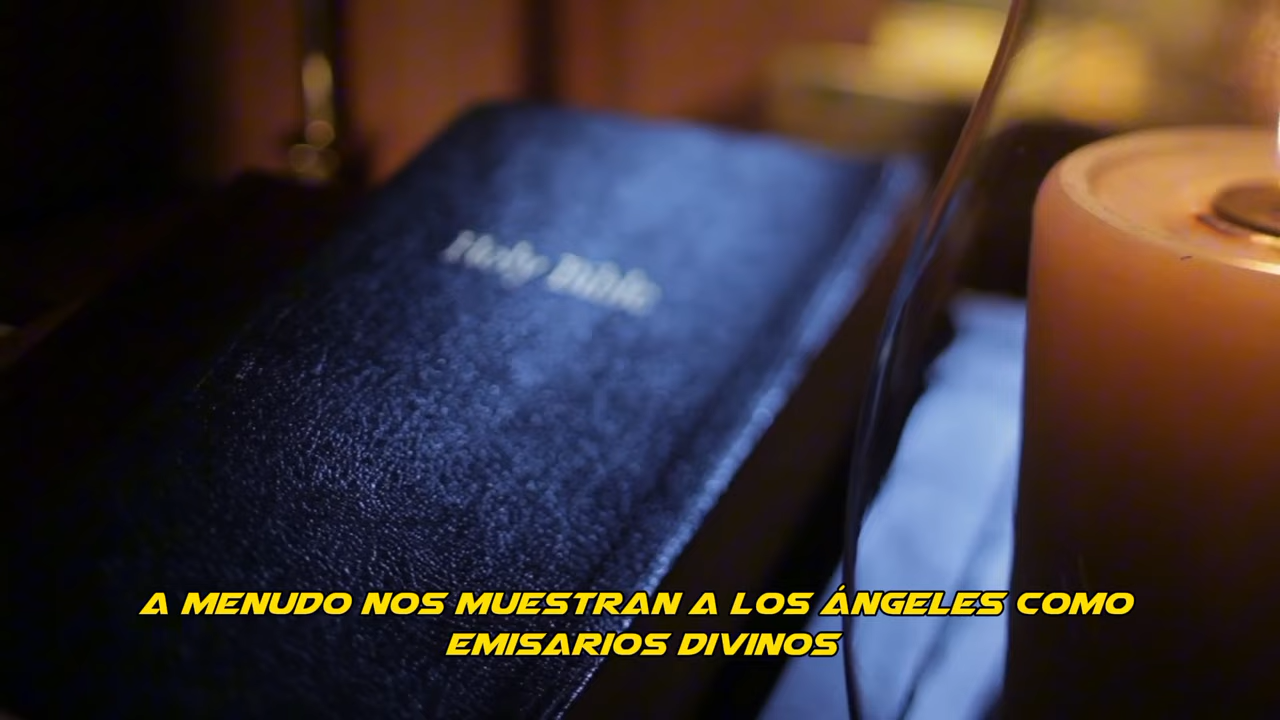 Holy Bible
A MENUDO NOS MUESTRAN A LOS ÁNGELES COMO
EMISARIOS DIVINOS